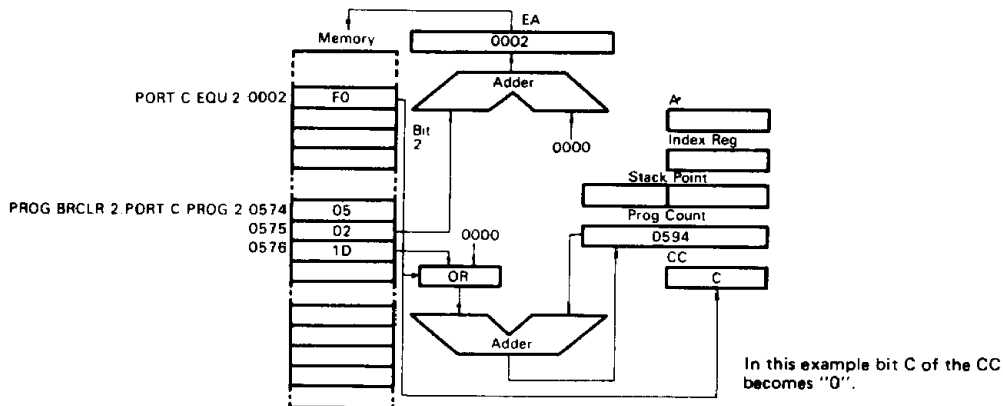 EA
Memory
0002
Adder
PORT C EQU 2 0002 F0
Bit
2
0000
A
Index Reg
Stack Point
PROG BRCLR 2.PORT C PROG 2 0574 05
0575 02
0576 1D
Prog Count
0594
0000
OR
CC
C
Adder
In this example bit C of the CC
becomes "0".